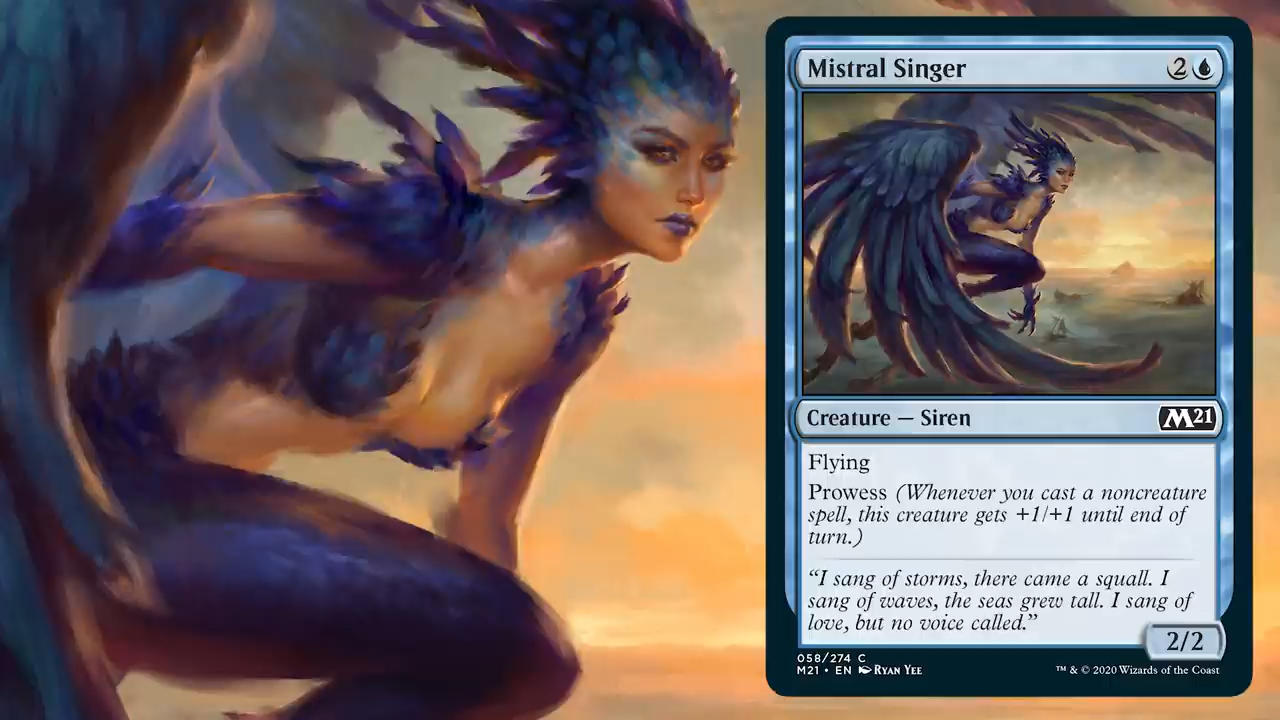 Mistral Singer 2
Creature — Siren M21
Flying
Prowess (Whenever you cast a noncreature
spell, this creature gets +1/+1 until end of
turn.)
“I sang of storms, there came a squall. I
sang of waves, the seas grew tall. I sang of
love, but no voice called.”
2/2
058/274 C
M21 • EN Ryan Yee
™ & © 2020 Wizards of the Coast